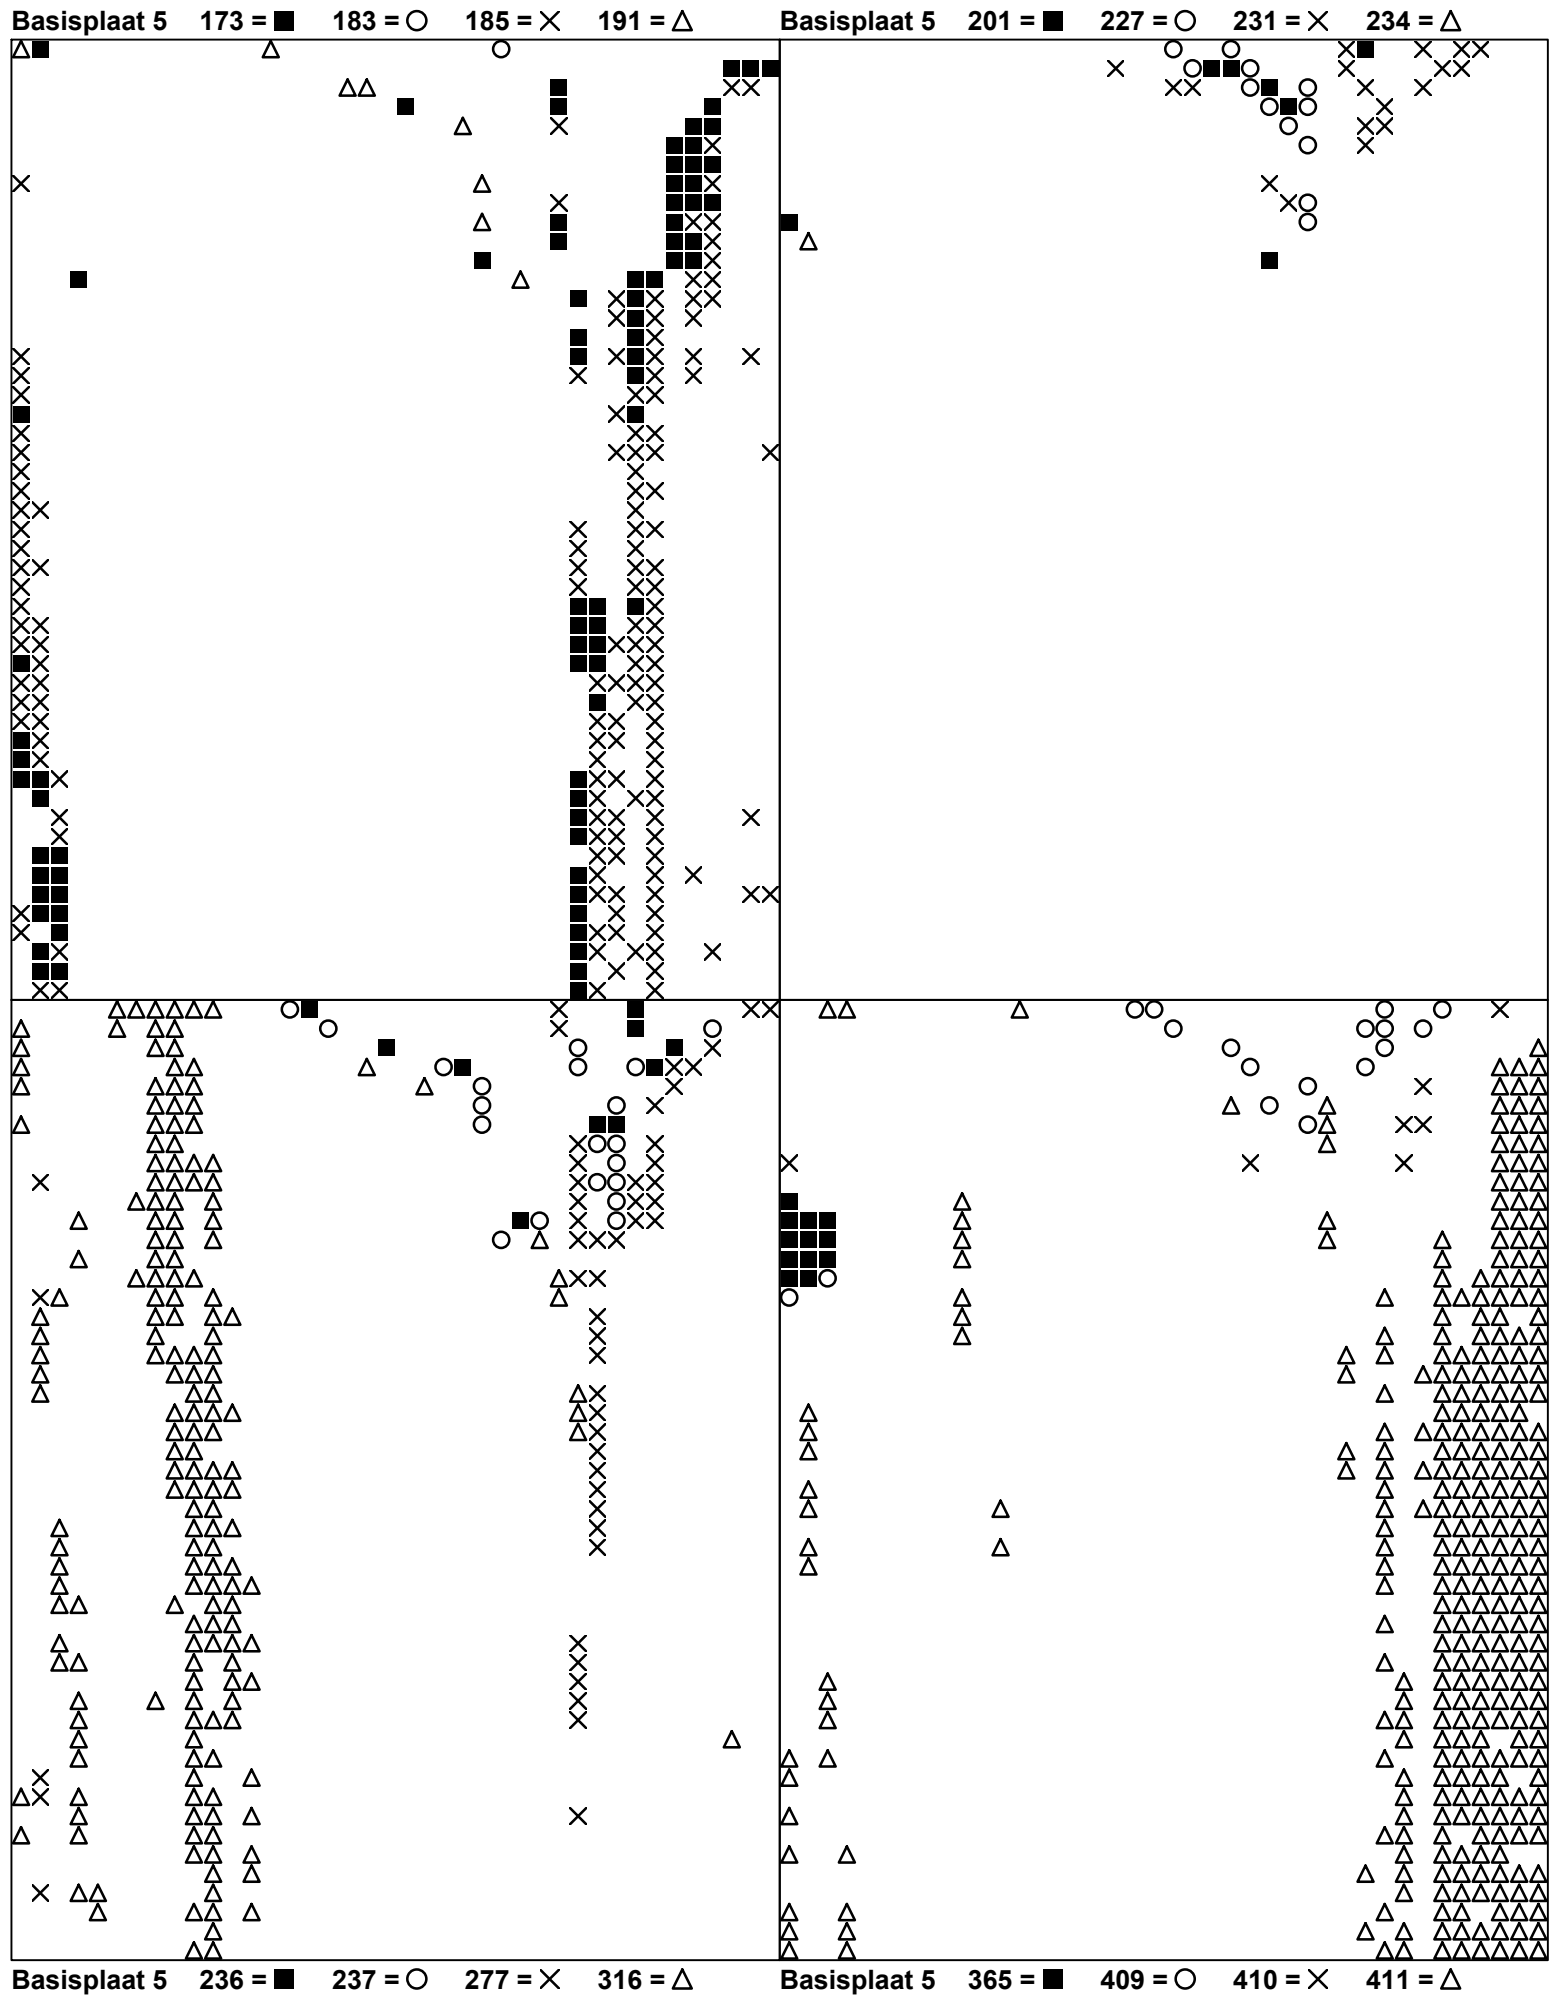 Basisplaat 5 173 = ■ 183 = ○ 185 = × 191 = △
Basisplaat 5 201 = ■ 227 = ○ 231 = × 234 = △
Basisplaat 5 236 = ■ 237 = ○ 277 = × 316 = △
Basisplaat 5 365 = ■ 409 = ○ 410 = × 411 = △